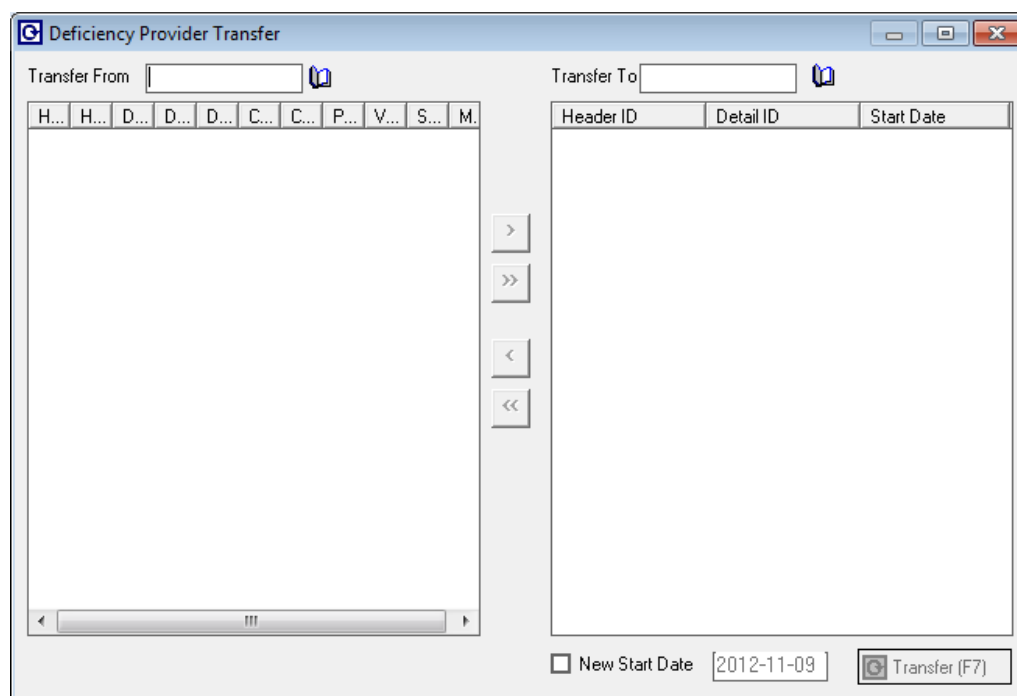 Deficiency Provider Transfer
Transfer From
Transfer To
H... H... D... D... D... C... C... P... V... S... M.
Header ID Detail ID Start Date
>
>>
<
<<
New Start Date 2012-11-09 Transfer (F7)